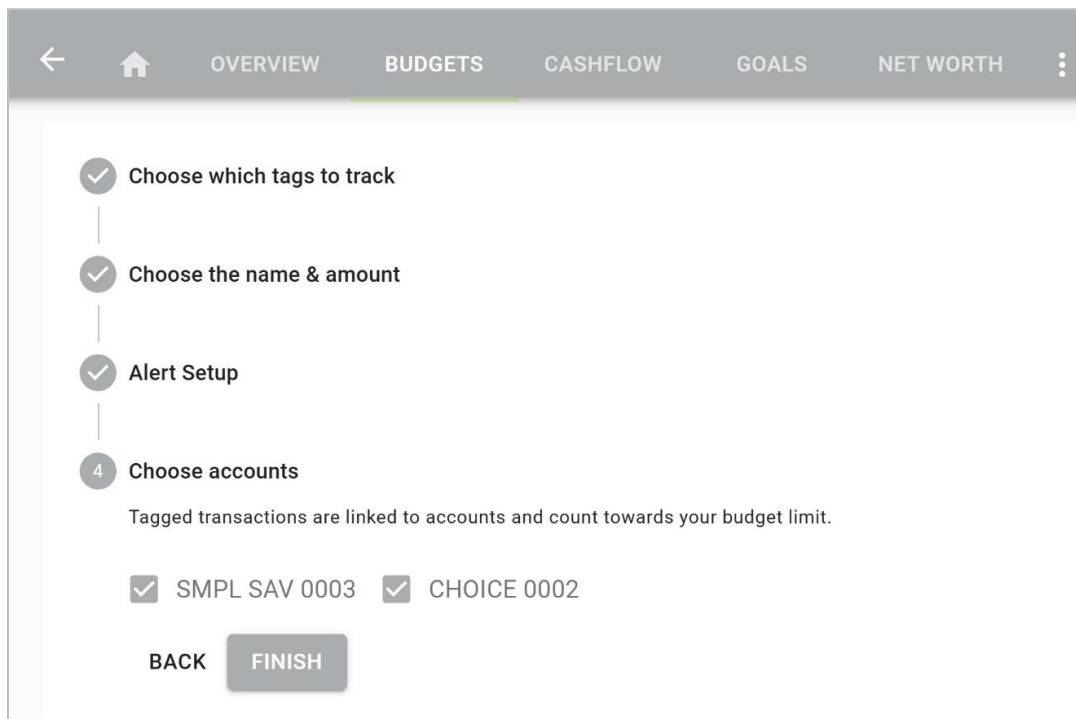 OVERVIEW BUDGETS CASHFLOW GOALS NET WORTH
Choose which tags to track
Choose the name & amount
Alert Setup
4 Choose accounts
Tagged transactions are linked to accounts and count towards your budget limit.
SMPL SAV 0003 CHOICE 0002
BACK FINISH